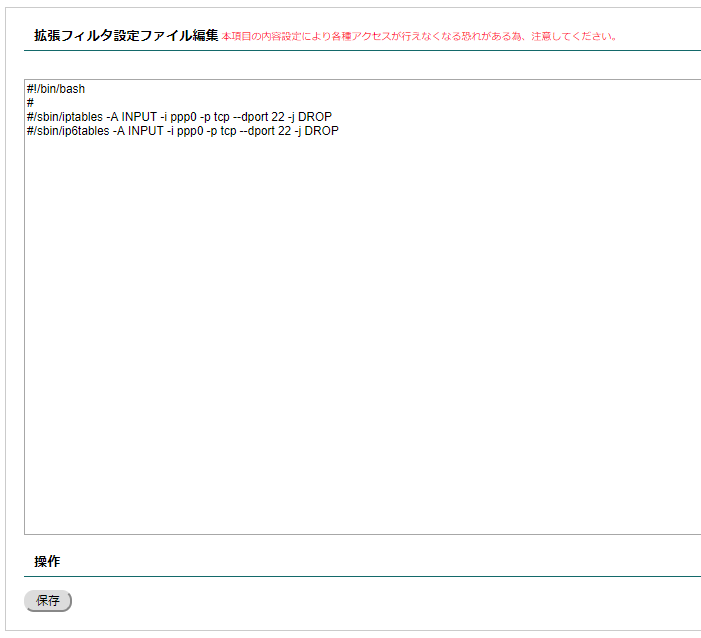 拡張フィルタ設定ファイル編集 本項目の内容設定により各種アクセスが行えなくなる恐れがある為、注意してください。
#!/bin/bash
#
#/sbin/iptables -A INPUT -i ppp0 -p tcp --dport 22 -j DROP
#/sbin/ip6tables -A INPUT -i ppp0 -p tcp --dport 22 -j DROP
操作
保存